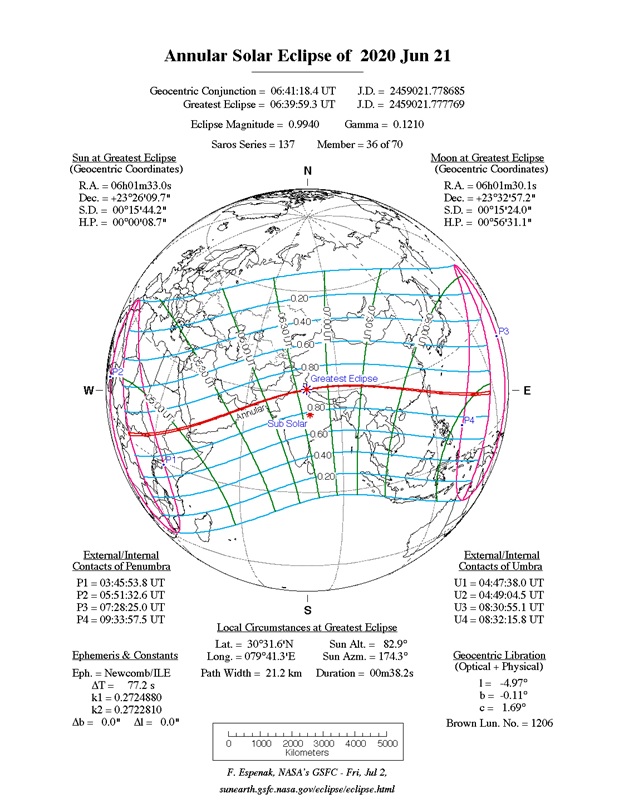 Annular Solar Eclipse of 2020 Jun 21
Geocentric Conjunction = 06:41:18.4 UT J.D. = 2459021.778685
Greatest Eclipse = 06:39:59.3 UT J.D. = 2459021.777769
Eclipse Magnitude = 0.9940 Gamma = 0.1210
Saros Series = 137 Member = 36 of 70
Sun at Greatest Eclipse
(Geocentric Coordinates)
R.A. = 06h01m33.0s
Dec. = +23°26'09.7"
S.D. = 00°15'44.2"
H.P. = 00°00'08.7"
Moon at Greatest Eclipse
(Geocentric Coordinates)
R.A. = 06h01m30.1s
Dec. = +23°32'57.2"
S.D. = 00°15'24.0"
H.P. = 00°56'31.1"
N
0.20
0.40
0.60
0.80
07:00 UT
07:30 UT
P3
P2
Greatest Eclipse
W
E
Annular
0.80
Sub Solar
P4
0.60
P1
0.40
0.20
S
External/Internal
Contacts of Penumbra
P1 = 03:45:53.8 UT
P2 = 05:51:32.6 UT
P3 = 07:28:25.0 UT
P4 = 09:33:57.5 UT
External/Internal
Contacts of Umbra
U1 = 04:47:38.0 UT
U2 = 04:49:04.5 UT
U3 = 08:30:55.1 UT
U4 = 08:32:15.8 UT
Local Circumstances at Greatest Eclipse
Lat. = 30°31.6'N Sun Alt. = 82.9°
Long. = 079°41.3'E Sun Azm. = 174.3°
Path Width = 21.2 km Duration = 00m38.2s
Ephemeris & Constants
Eph. = Newcomb/ILE
ΔT = 77.2 s
k1 = 0.2724880
k2 = 0.2722810
Δb = 0.0" Δl = 0.0"
Geocentric Libration
(Optical + Physical)
l = -4.97°
b = -0.11°
c = 1.69°
Brown Lun. No. = 1206
0 1000 2000 3000 4000 5000
Kilometers
F. Espenak, NASA's GSFC - Fri, Jul 2,
sunearth.gsfc.nasa.gov/eclipse/eclipse.html